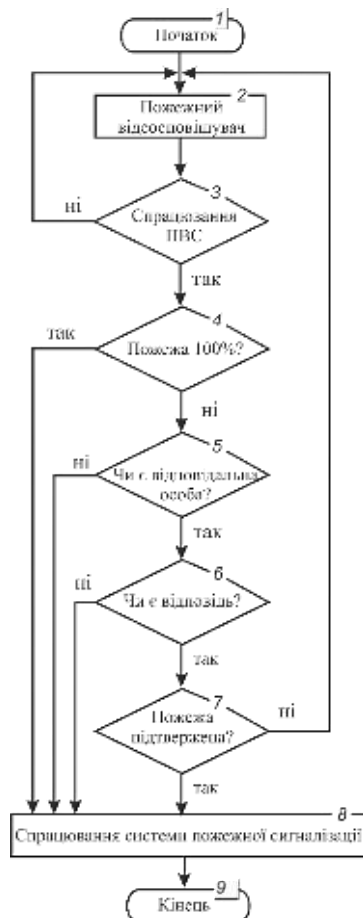 1
Початок
2
Пожежний
відеосповіщувач
3
ні
Спрацювання
ПВС
так
4
так
Пожежа 100%?
ні
5
ні
Чи є відповідальна
особа?
так
6
ні
Чи є відповідь?
так
7
ні
Пожежа
підтвержена?
так
8
Спрацювання системи пожежної сигналізації
9
Кінець